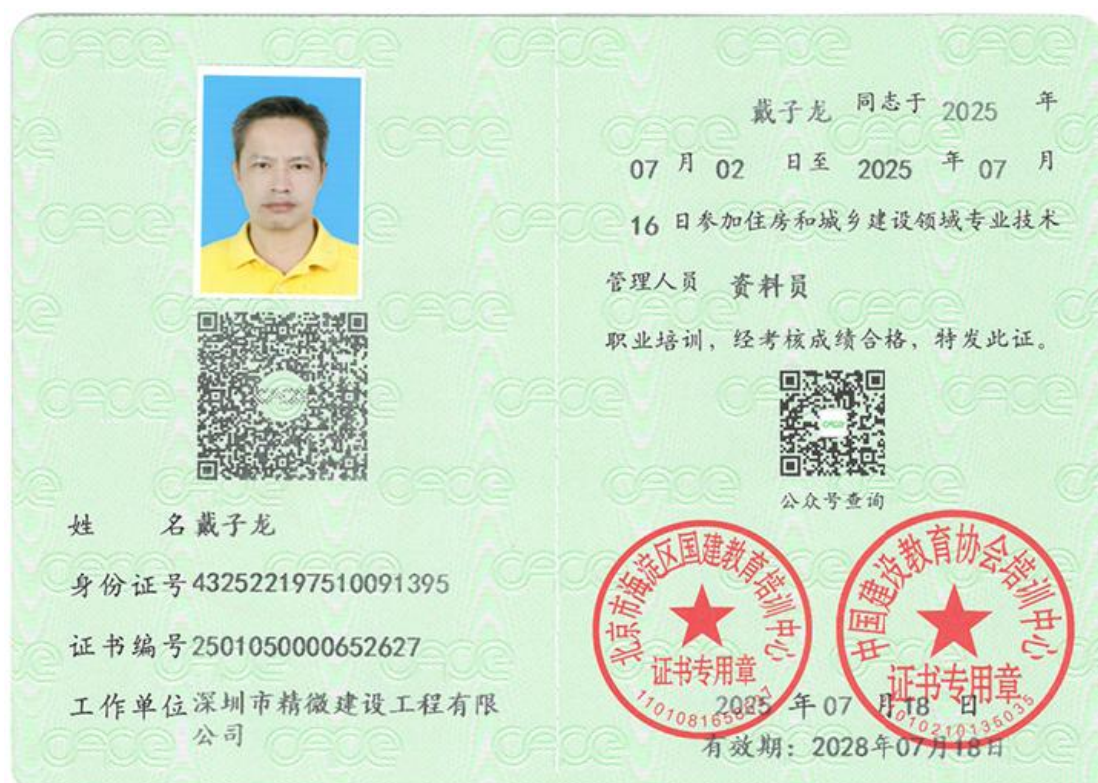 姓 名 戴子龙
身份证号 432522197510091395
证书编号 2501050000652627
工作单位 深圳市精微建设工程有限
公司
戴子龙 同志于 2025 年
07 月 02 日至 2025 年 07 月
16 日参加住房和城乡建设领域专业技术
管理人员 资料员
职业培训，经考核成绩合格，特发此证。
公众号查询
北京市海淀区国建教育培训中心
证书专用章
中国建设教育协会培训中心
证书专用章
2025 年 07 月 18 日
有效期：2028年07月18日
CACE